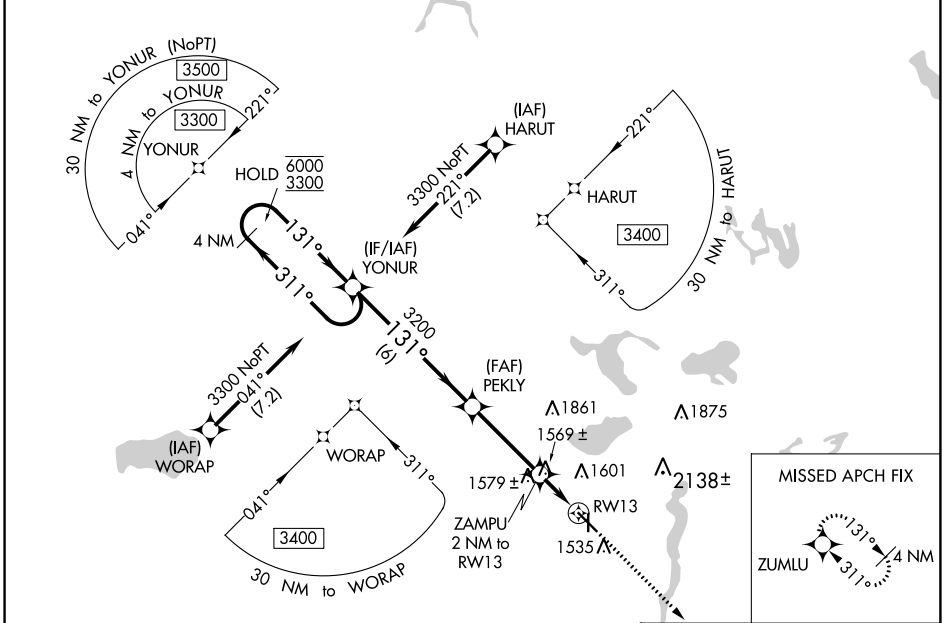 30 NM to YONUR (NoPT)
3500
4 NM to YONUR
3300
221°
YONUR
041°
HOLD 6000
3300
4 NM
131°
311°
(IF/IAF)
YONUR
(IAF)
HARUT
3300 NoPT
221°
(7.2)
221°
HARUT
3400
311°
30 NM to HARUT
3200
131°
(6)
(FAF)
PEKLY
3300 NoPT
041°
(7.2)
(IAF)
WORAP
WORAP
311°
041°
3400
30 NM to WORAP
1861
1875
1569 ±
1579 ±
1601
2138±
RW13
ZAMPU
2 NM to
RW13
1535
MISSED APCH FIX
131°
4 NM
ZUMLU
311°